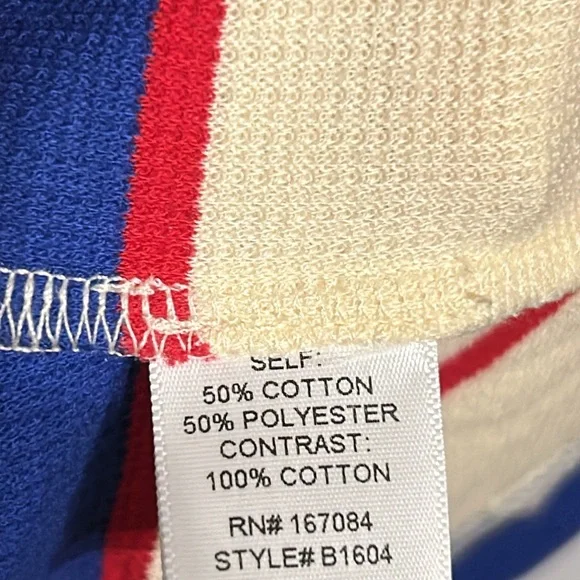 SELF:
50% COTTON
50% POLYESTER
CONTRAST:
100% COTTON
RN# 167084
STYLE# B1604